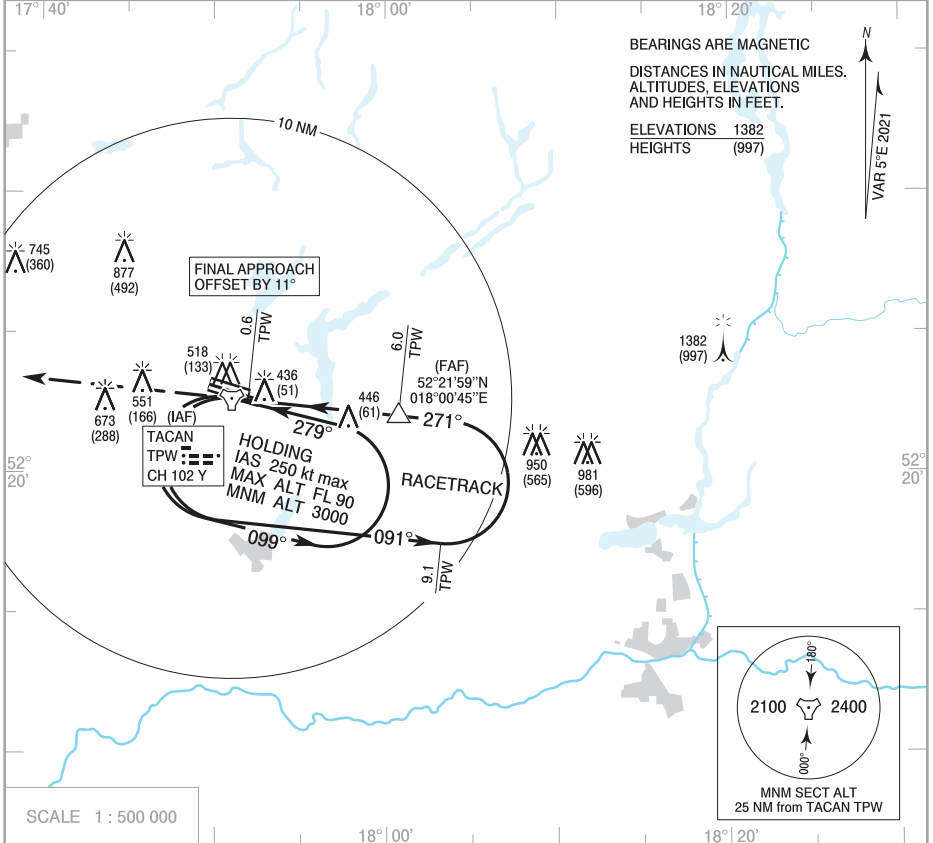 17° 40'
18° 00'
18° 20'
BEARINGS ARE MAGNETIC
DISTANCES IN NAUTICAL MILES.
ALTITUDES, ELEVATIONS
AND HEIGHTS IN FEET.
ELEVATIONS 1382
HEIGHTS (997)
N
VAR 5°E 2021
10 NM
745
(360)
877
(492)
FINAL APPROACH
OFFSET BY 11°
0.6
TPW
6.0
TPW
1382
(997)
518
(133)
436
(51)
(FAF)
52°21'59"N
018°00'45"E
446
(61)
271°
551
(166)
673
(288)
(IAF)
279°
TACAN
TPW
CH 102 Y
HOLDING
IAS 250 kt max
MAX ALT FL 90
MNM ALT 3000
RACETRACK
950
(565)
981
(596)
52°
20'
52°
20'
099°
091°
9.1
TPW
180°
2100
2400
000°
MNM SECT ALT
25 NM from TACAN TPW
SCALE 1 : 500 000
18° 00'
18° 20'